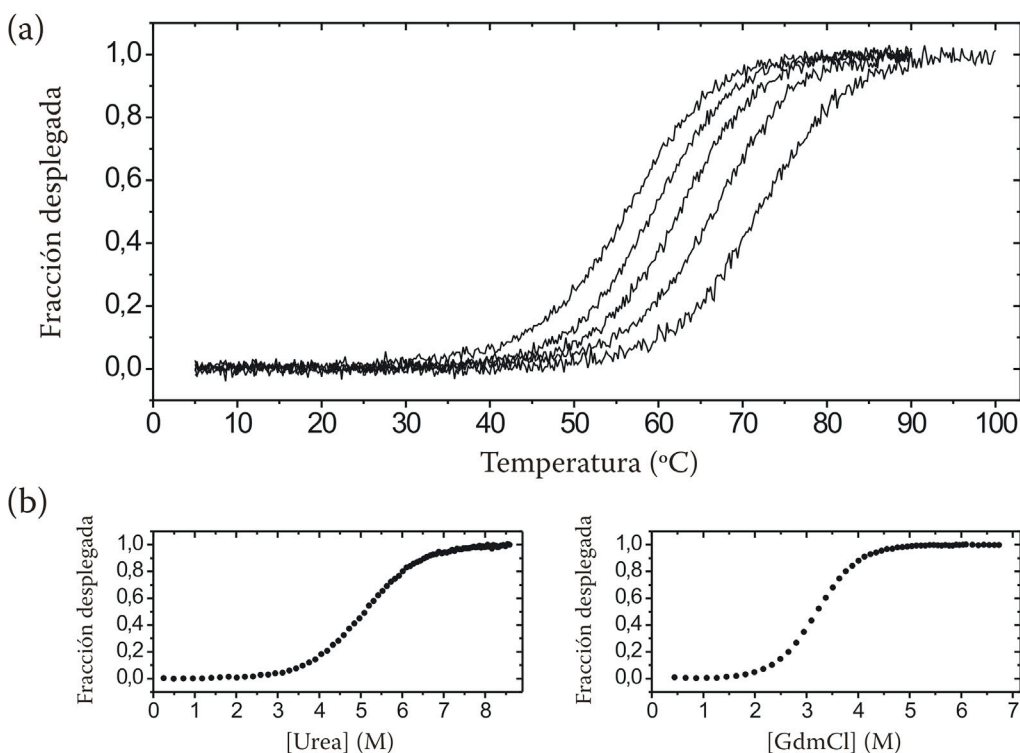 (a)
Fracción desplegada
1,0
0,8
0,6
0,4
0,2
0,0
0 10 20 30 40 50 60 70 80 90 100
Temperatura (ºC)
(b)
Fracción desplegada
1,0
0,8
0,6
0,4
0,2
0,0
0 1 2 3 4 5 6 7 8
[Urea] (M)
Fracción desplegada
1,0
0,8
0,6
0,4
0,2
0,0
0 1 2 3 4 5 6 7
[GdmCl] (M)